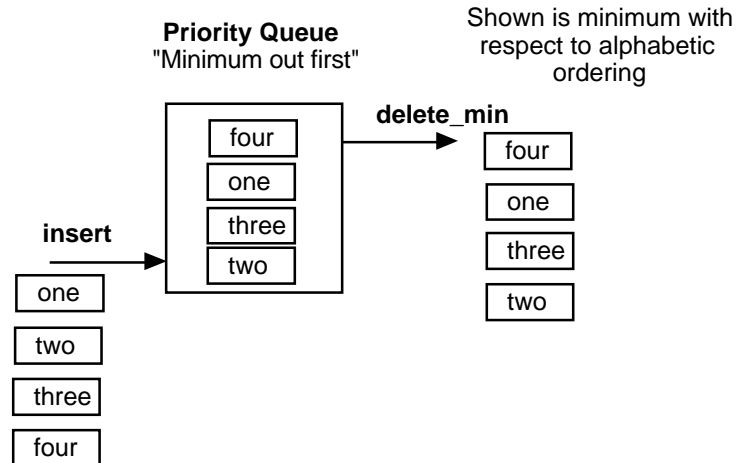 Priority Queue
"Minimum out first"
Shown is minimum with
respect to alphabetic
ordering
delete_min
four
one
three
two
four
one
three
two
insert
one
two
three
four